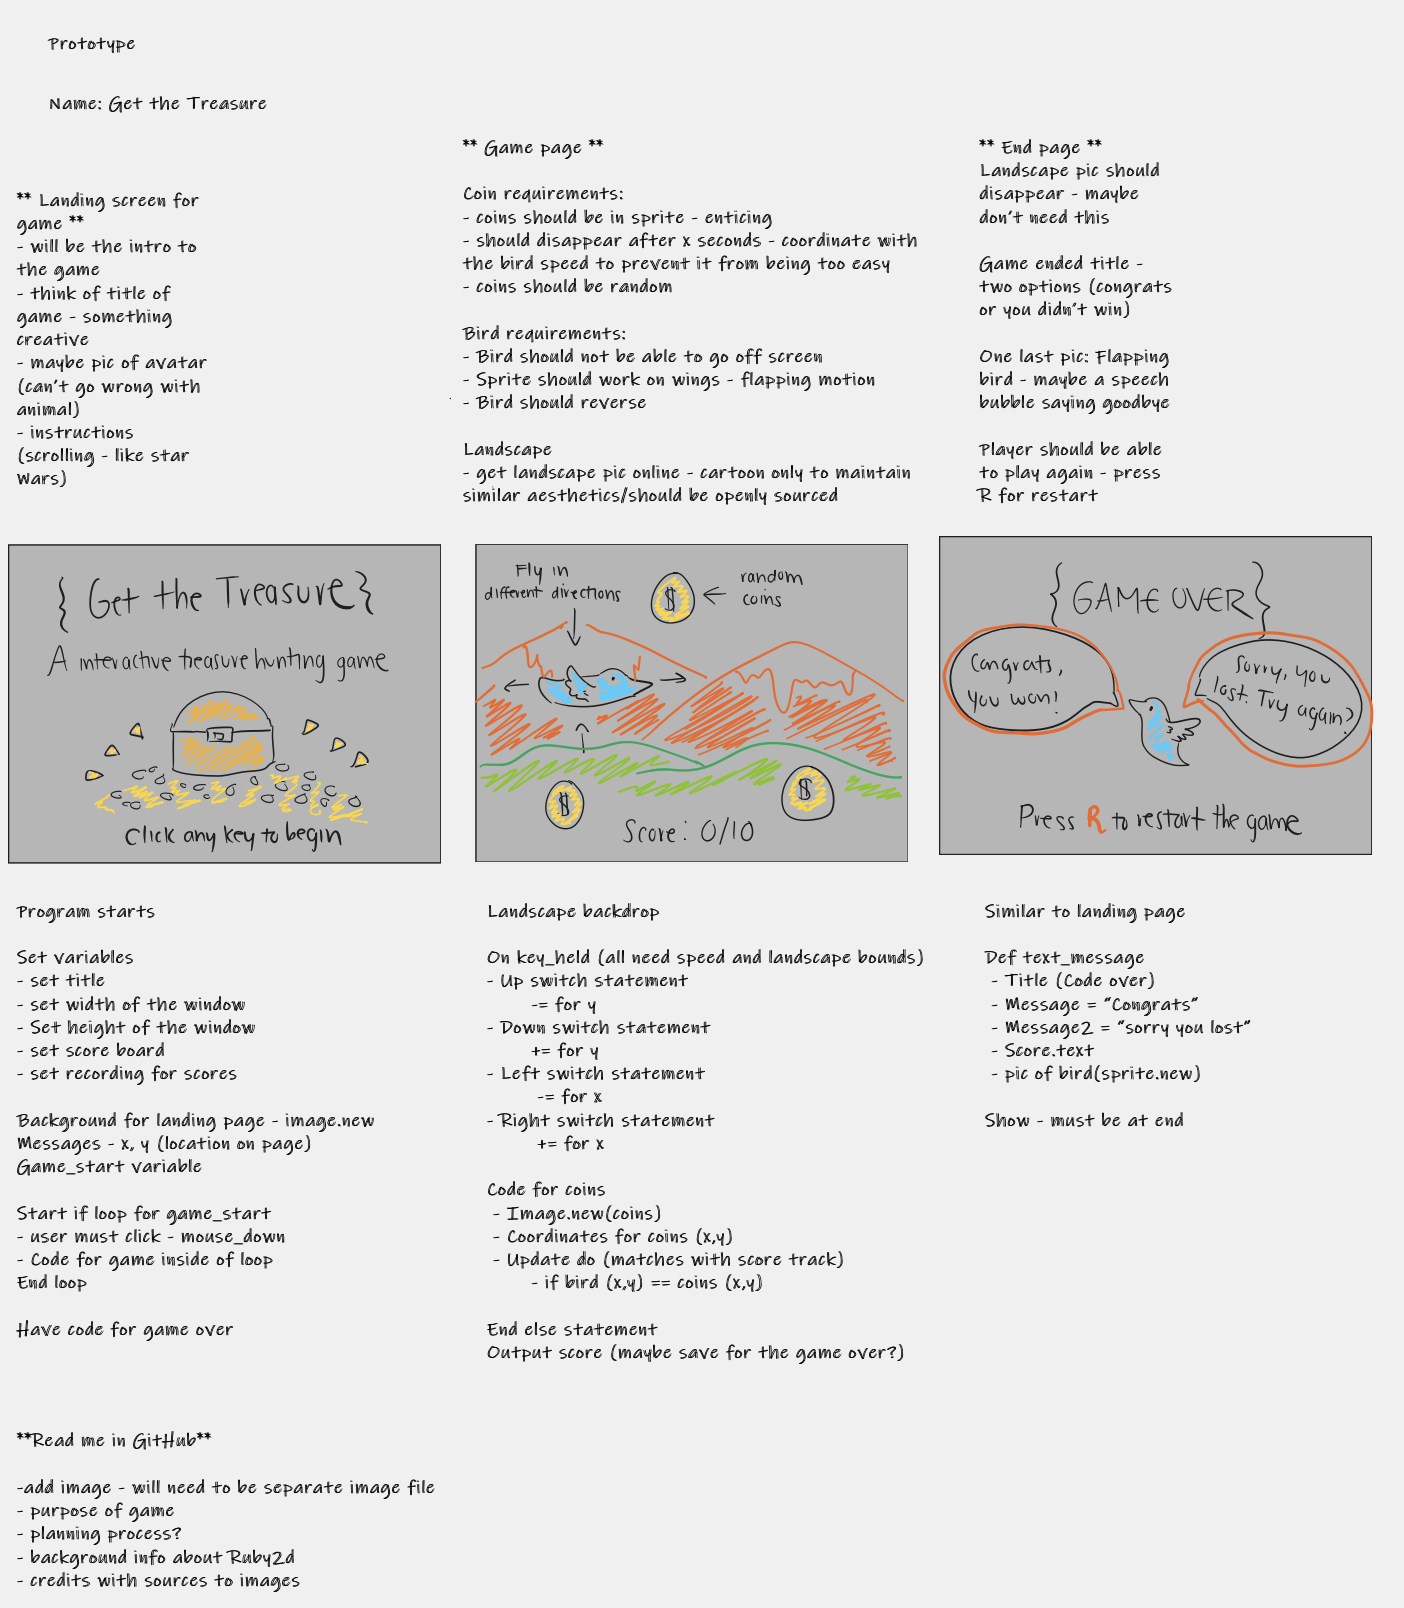 Prototype
Name: Get the Treasure
** Landing screen for
game **
- will be the intro to
the game
- think of title of
game - something
creative
- maybe pic of avatar
(can't go wrong with
animal)
- instructions
(scrolling - like star
wars)
** Game page **
Coin requirements:
- coins should be in sprite - enticing
- should disappear after x seconds - coordinate with
the bird speed to prevent it from being too easy
- coins should be random
Bird requirements:
- Bird should not be able to go off screen
- Sprite should work on wings - flapping motion
- Bird should reverse
Landscape
- get landscape pic online - cartoon only to maintain
similar aesthetics/should be openly sourced
** End page **
Landscape pic should
disappear - maybe
don't need this
Game ended title -
two options (congrats
or you didn't win)
One last pic: Flapping
bird - maybe a speech
bubble saying goodbye
Player should be able
to play again - press
R for restart
{ Get the Treasure }
A interactive treasure hunting game
Click any key to begin
Fly in
different directions
$
random
coins
$
$
Score: 0/10
{ GAME OVER }
Congrats,
you won!
Sorry, you
lost. Try again?
Press R to restart the game
Program starts
Set variables
- set title
- set width of the window
- Set height of the window
- set score board
- set recording for scores
Background for landing page - image.new
Messages - x, y (location on page)
Game_start variable
Start if loop for game_start
- user must click - mouse_down
- Code for game inside of loop
End loop
Have code for game over
Landscape backdrop
On key_held (all need speed and landscape bounds)
- Up switch statement
-= for y
- Down switch statement
+= for y
- Left switch statement
-= for x
- Right switch statement
+= for x
Code for coins
- Image.new(coins)
- Coordinates for coins (x,y)
- Update do (matches with score track)
- if bird (x,y) == coins (x,y)
End else statement
Output score (maybe save for the game over?)
Similar to landing page
Def text_message
- Title (Code over)
- Message = "Congrats"
- Message2 = "sorry you lost"
- Score.text
- pic of bird(sprite.new)
Show - must be at end
**Read me in GitHub**
-add image - will need to be separate image file
- purpose of game
- planning process?
- background info about Ruby2d
- credits with sources to images